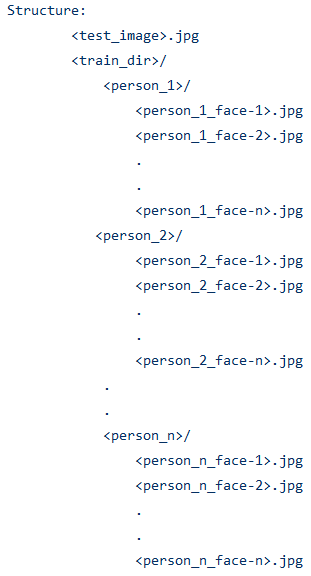 Structure:
<test_image>.jpg
<train_dir>/
<person_1>/
<person_1_face-1>.jpg
<person_1_face-2>.jpg
.
.
<person_1_face-n>.jpg
<person_2>/
<person_2_face-1>.jpg
<person_2_face-2>.jpg
.
.
<person_2_face-n>.jpg
.
.
<person_n>/
<person_n_face-1>.jpg
<person_n_face-2>.jpg
.
.
<person_n_face-n>.jpg